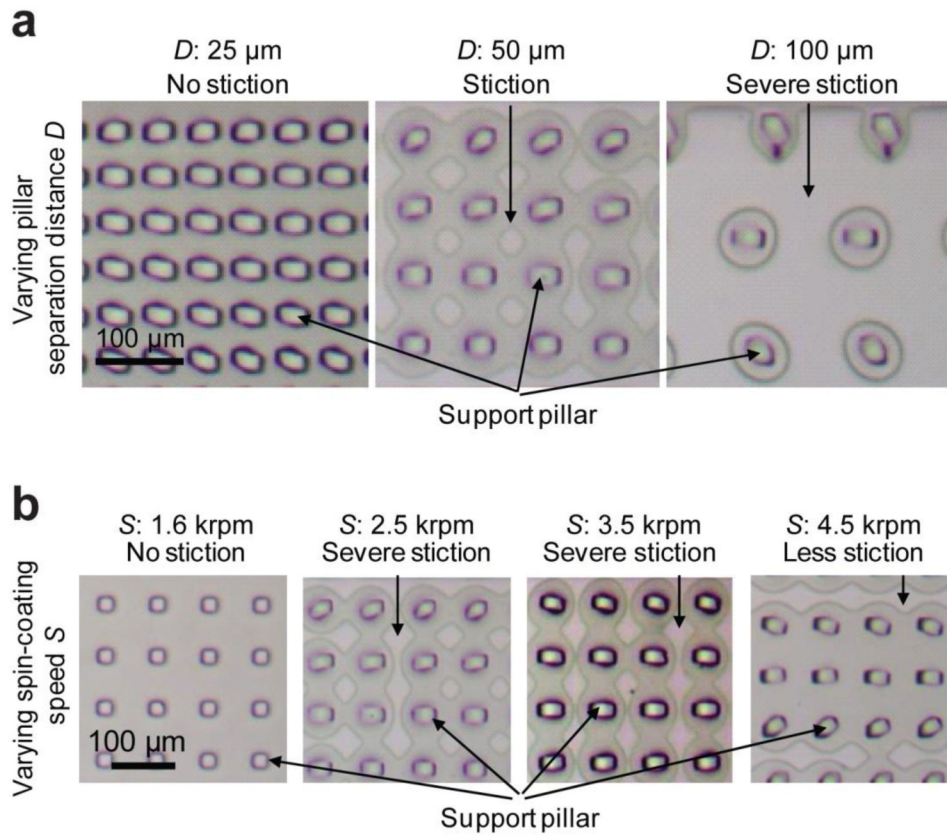 a
D: 25 µm
No stiction
D: 50 µm
Stiction
D: 100 µm
Severe stiction
Varying pillar
separation distance D
100 µm
Support pillar
b
S: 1.6 krpm
No stiction
S: 2.5 krpm
Severe stiction
S: 3.5 krpm
Severe stiction
S: 4.5 krpm
Less stiction
Varying spin-coating
speed S
100 µm
Support pillar